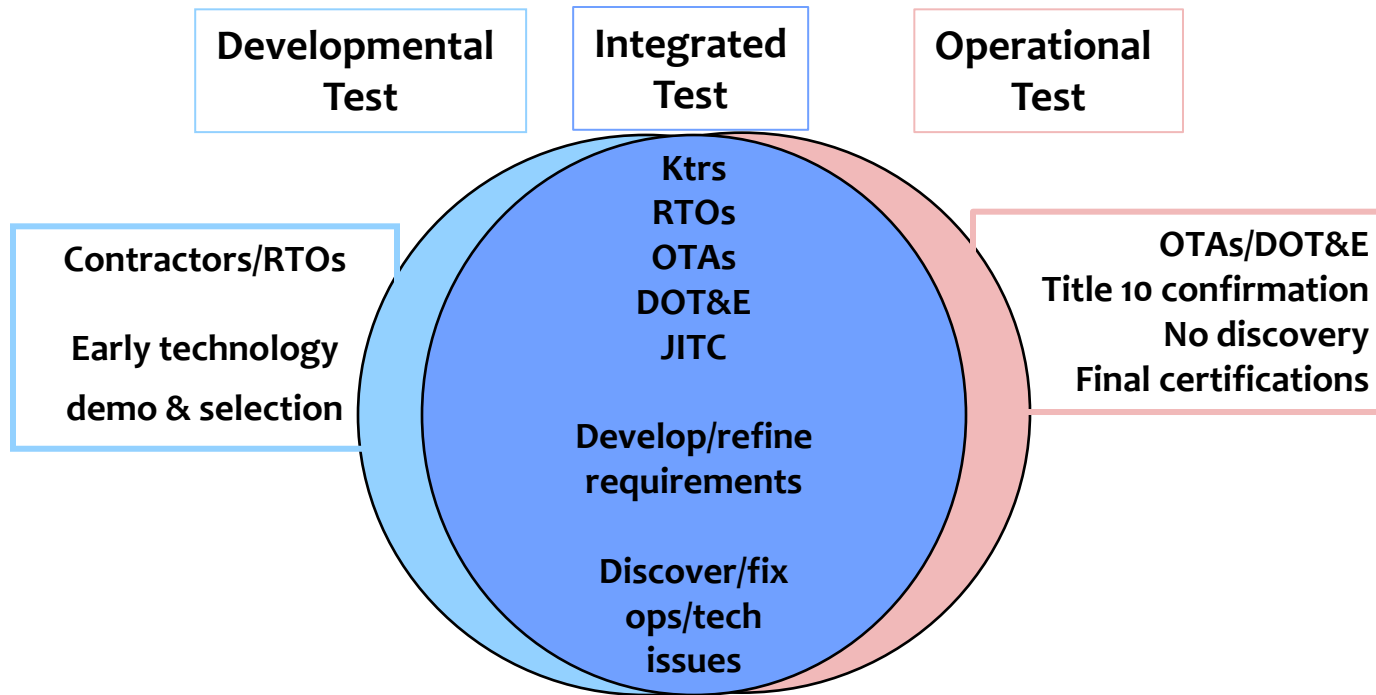 Developmental
Test
Integrated
Test
Operational
Test
Contractors/RTOs
Early technology
demo & selection
Ktrs
RTOs
OTAs
DOT&E
JITC
Develop/refine
requirements
Discover/fix
ops/tech
issues
OTAs/DOT&E
Title 10 confirmation
No discovery
Final certifications